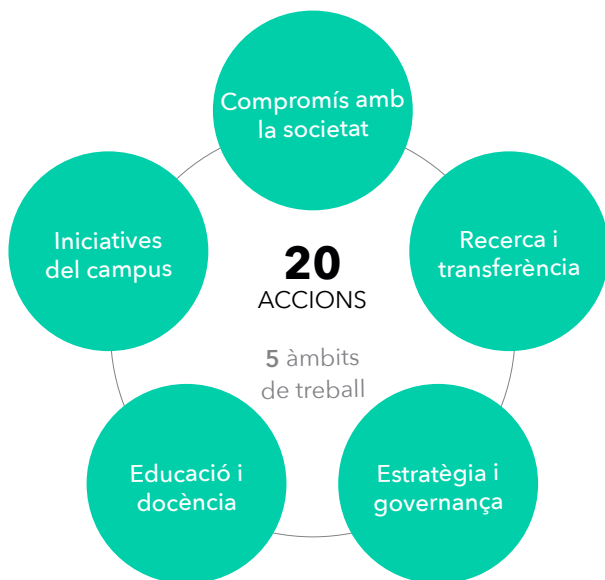 Compromís amb
la societat
Iniciatives
del campus
Recerca i
transferència
20
ACCIONS
5 àmbits
de treball
Educació i
docència
Estratègia i
governança